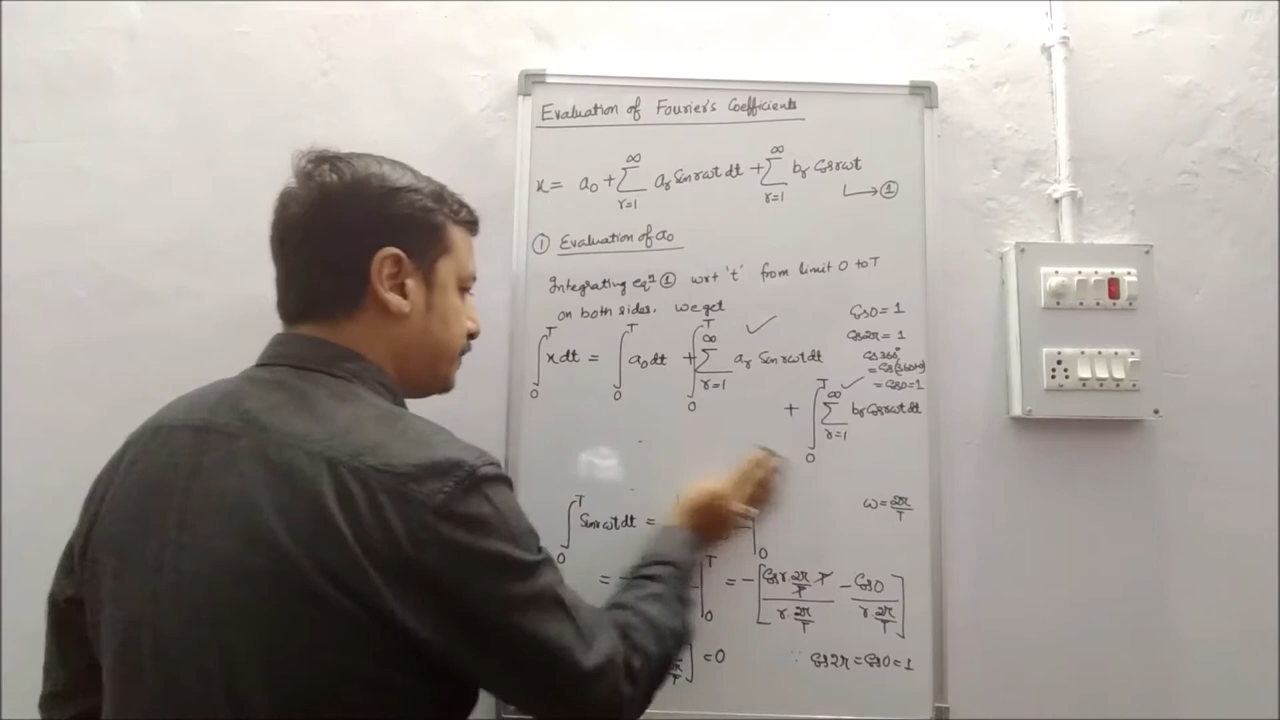 Evaluation of Fourier's Coefficients
x = a₀ + ∞ Σ r=1 aᵣ Sin rωt dt + ∞ Σ r=1 bᵣ Cos rωt
↳ ①
① Evaluation of a₀
Integrating eqⁿ ① wrt 't' from limit 0 to T
on both sides, we get
Cos 0 = 1
Cos 2π = 1
Cos 360°
= Cos(360+0)
= Cos 0 = 1
∫₀ᵀ x dt = ∫₀ᵀ a₀ dt + ∫₀ᵀ ∞ Σ r=1 aᵣ Sin rωt dt ✓
+ ∫₀ᵀ ∞ Σ r=1 bᵣ Cos rωt dt ✓
ω = 2π/T
∫₀ᵀ Sin rωt dt = |₀
= - |₀ᵀ = - [ Cos r 2π/T T / r. 2π/T - Cos 0 / r. 2π/T ]
] = 0 ∵ Cos 2π = Cos 0 = 1